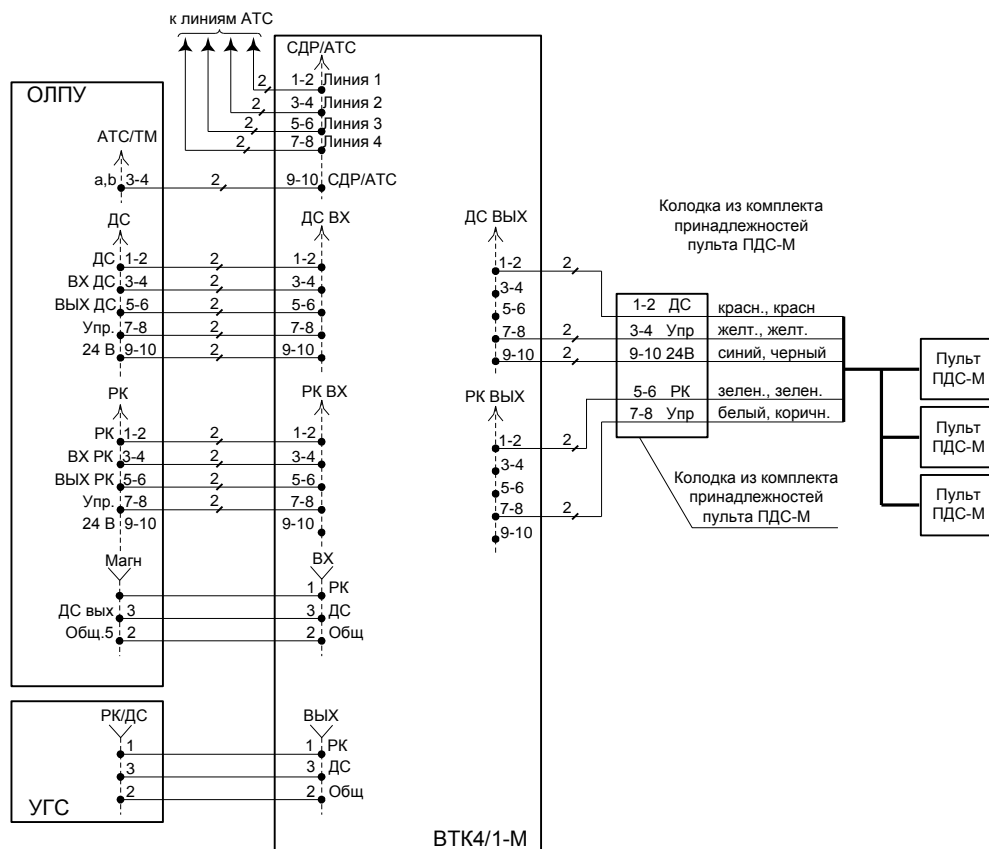 к линиям АТС
СДР/АТС
2 1-2 Линия 1
2 3-4 Линия 2
2 5-6 Линия 3
2 7-8 Линия 4
ОЛПУ
АТС/ТМ
a,b 3-4 2 9-10 СДР/АТС
ДС ДС ВХ
ДС 1-2 2 1-2
ВХ ДС 3-4 2 3-4
ВЫХ ДС 5-6 2 5-6
Упр. 7-8 2 7-8
24 В 9-10 2 9-10
РК РК ВХ
РК 1-2 2 1-2
ВХ РК 3-4 2 3-4
ВЫХ РК 5-6 2 5-6
Упр. 7-8 2 7-8
24 В 9-10 9-10
Магн ВХ
1 РК
ДС вых 3 3 ДС
Общ.5 2 2 Общ
РК/ДС ВЫХ
1 1 РК
3 3 ДС
2 2 Общ
УГС
ВТК4/1-М
ДС ВЫХ
1-2 2
3-4
5-6
7-8 2
9-10 2
РК ВЫХ
1-2 2
3-4
5-6
7-8 2
9-10
Колодка из комплекта
принадлежностей
пульта ПДС-М
1-2 ДС красн., красн
3-4 Упр желт., желт.
9-10 24В синий, черный
5-6 РК зелен., зелен.
7-8 Упр белый, коричн.
Колодка из комплекта
принадлежностей
пульта ПДС-М
Пульт
ПДС-М
Пульт
ПДС-М
Пульт
ПДС-М